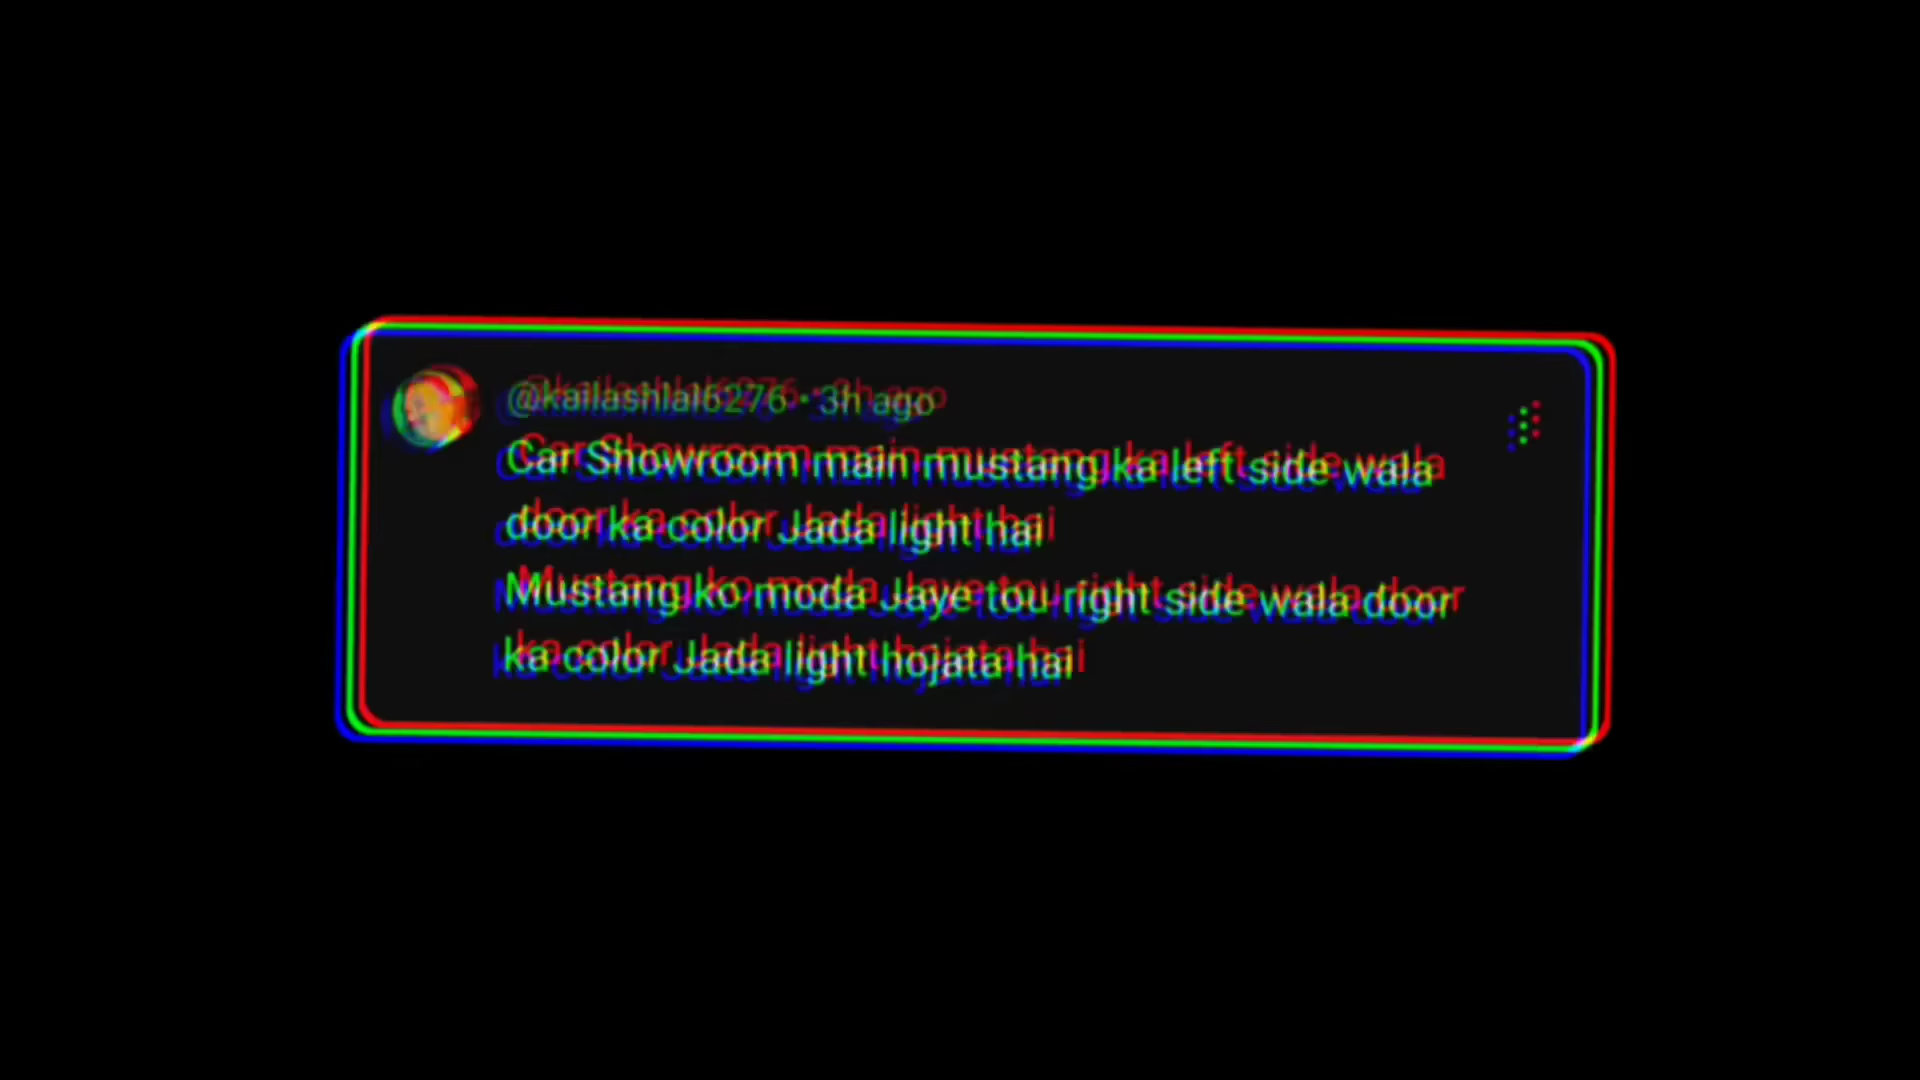 @kailashlal6276 • 3h ago
Car Showroom main mustang ka left side wala
door ka color Jada light hai
Mustang ko moda Jaye tou right side wala door
ka color Jada light hojata hai